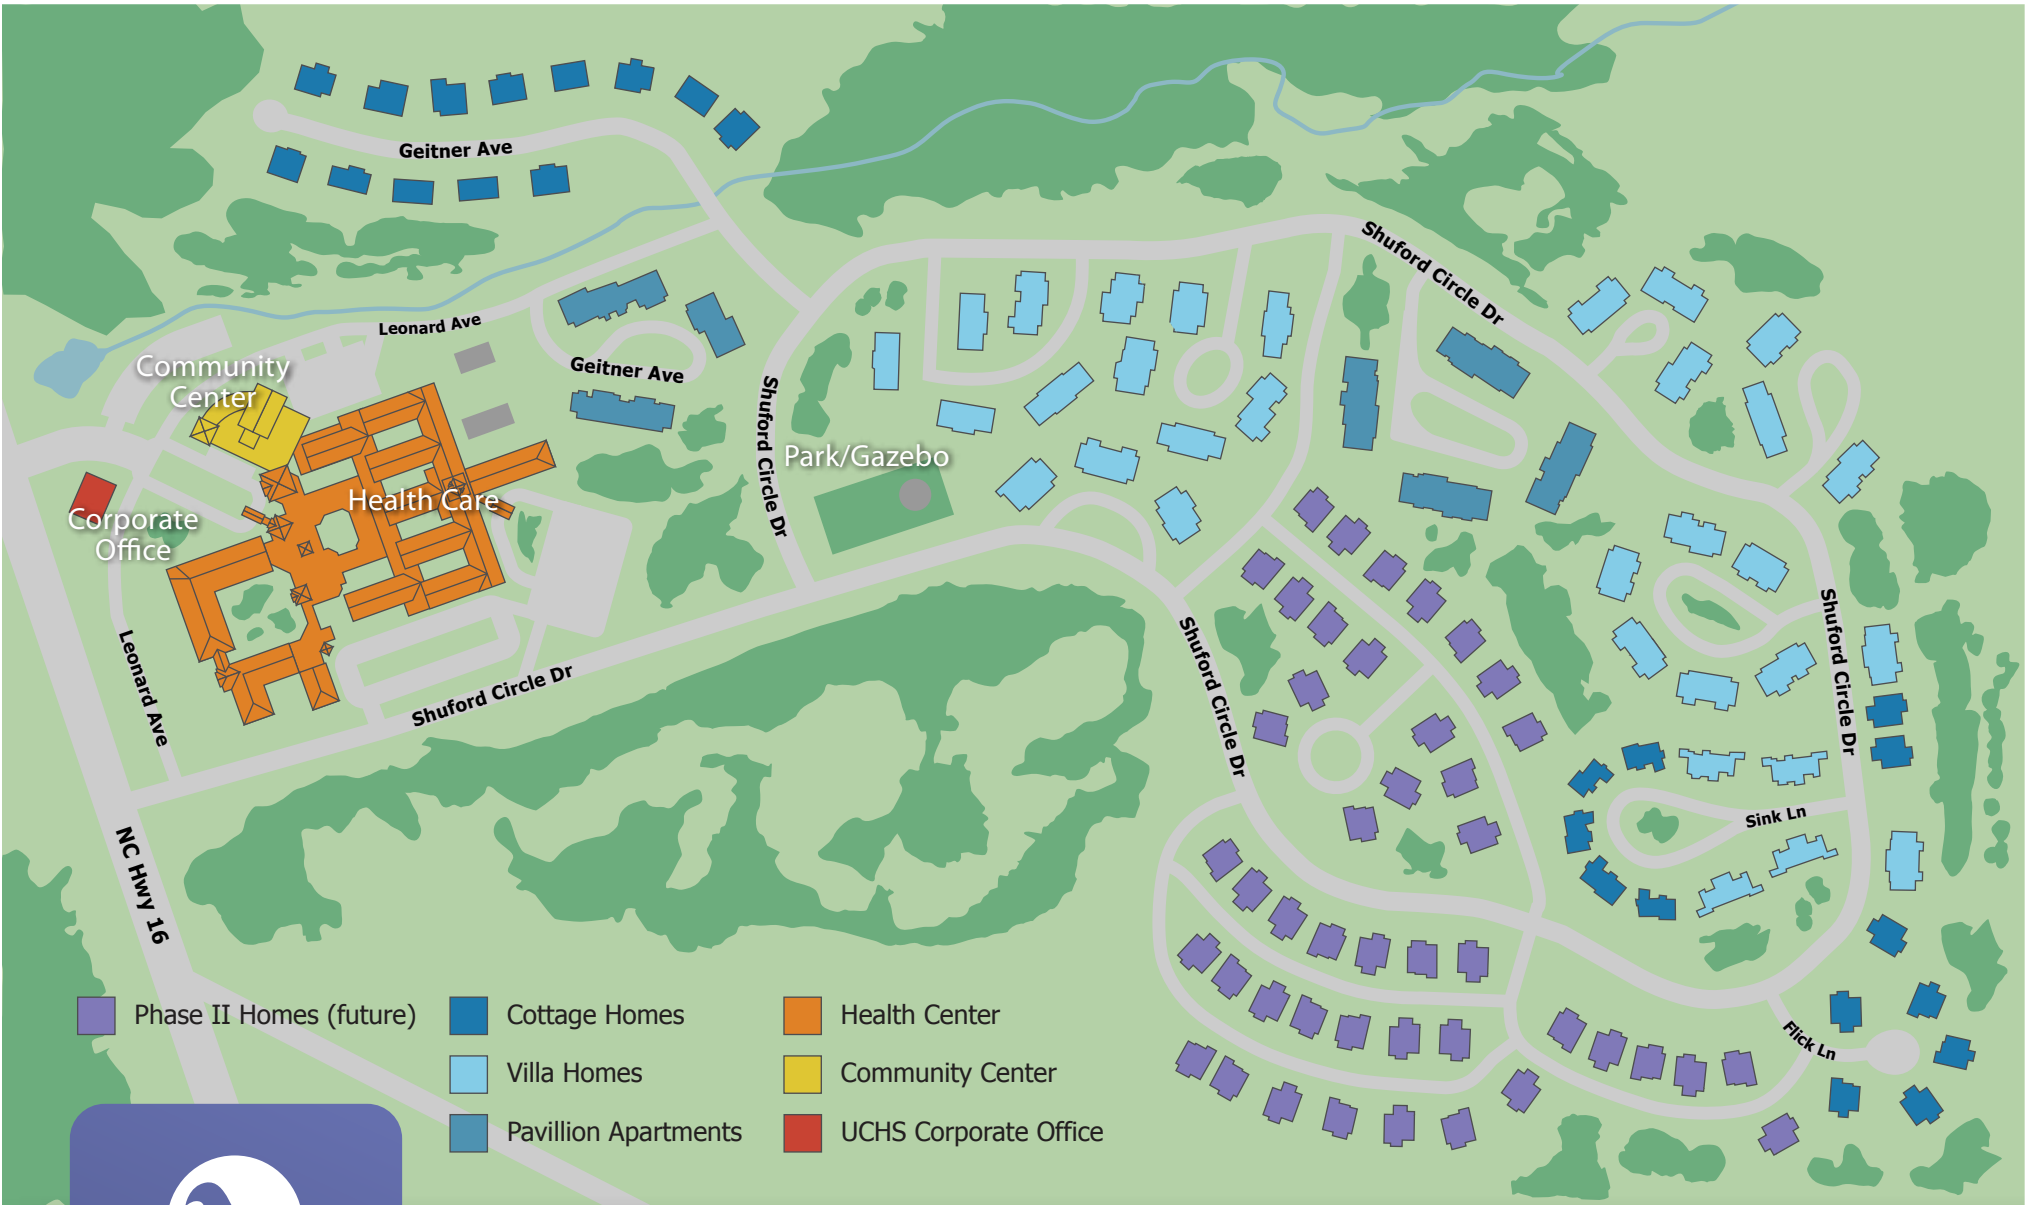 Geitner Ave
Shuford Circle Dr
Leonard Ave
Community
Center
Geitner Ave
Shuford Circle Dr
Park/Gazebo
Health Care
Corporate
Office
Shuford Circle Dr
Shuford Circle Dr
Leonard Ave
Shuford Circle Dr
Sink Ln
NC Hwy 16
Flick Ln
Phase II Homes (future)
Cottage Homes
Health Center
Villa Homes
Community Center
Pavillion Apartments
UCHS Corporate Office